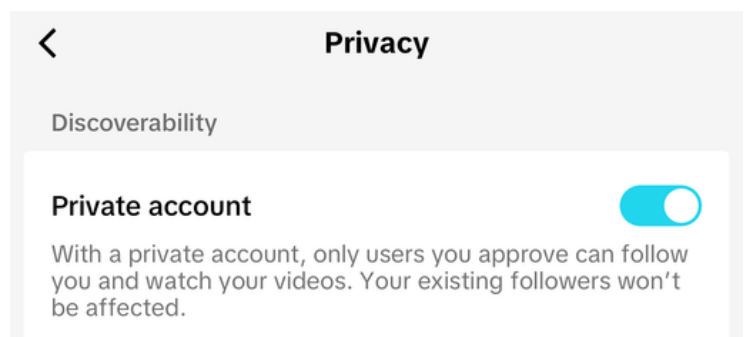 Privacy
Discoverability
Private account
With a private account, only users you approve can follow
you and watch your videos. Your existing followers won’t
be affected.